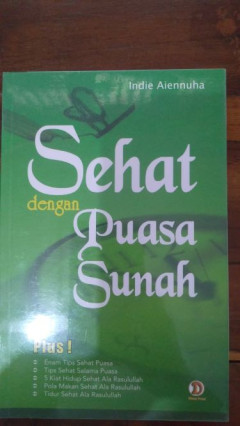 Indie Aiennuha
Sehat
dengan
Puasa
Sunah
Plus !
Enam Tips Sehat Puasa
Tips Sehat Selama Puasa
5 Kiat Hidup Sehat Ala Rasulullah
Pola Makan Sehat Ala Rasulullah
Tidur Sehat Ala Rasulullah